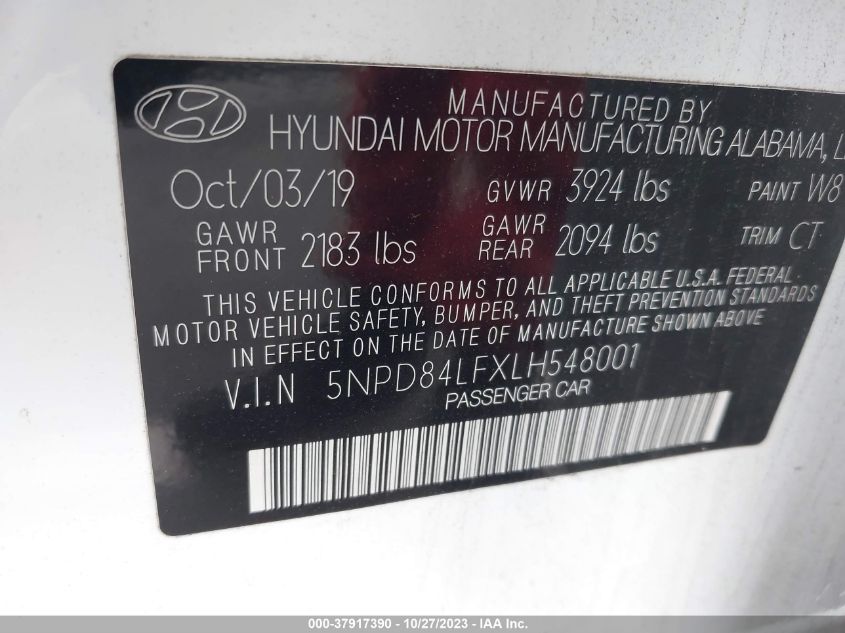 MANUFACTURED BY
HYUNDAI MOTOR MANUFACTURING ALABAMA, L
Oct/03/19 GVWR 3924 lbs PAINT W8
GAWR FRONT 2183 lbs GAWR REAR 2094 lbs TRIM CT
THIS VEHICLE CONFORMS TO ALL APPLICABLE U.S.A. FEDERAL
MOTOR VEHICLE SAFETY, BUMPER, AND THEFT PREVENTION STANDARDS
IN EFFECT ON THE DATE OF MANUFACTURE SHOWN ABOVE
V.I.N 5NPD84LFXLH548001
PASSENGER CAR
000-37917390 - 10/27/2023 - IAA Inc.